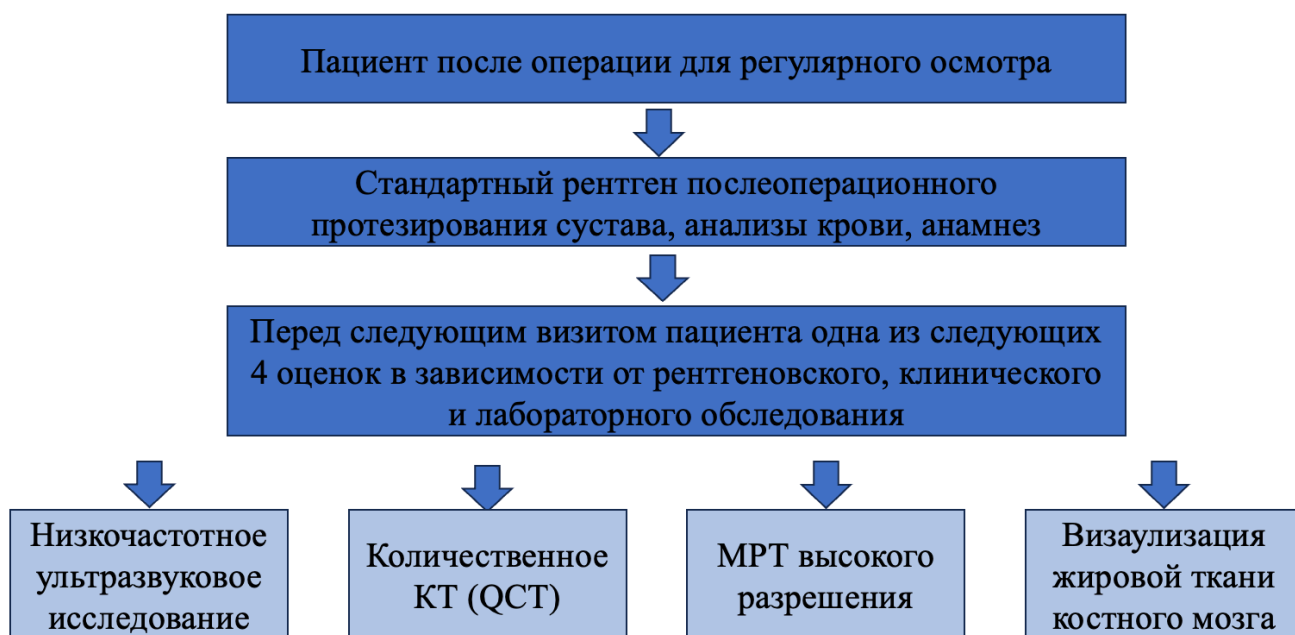 Пациент после операции для регулярного осмотра
Стандартный рентген послеоперационного
протезирования сустава, анализы крови, анамнез
Перед следующим визитом пациента одна из следующих
4 оценок в зависимости от рентгеновского, клинического
и лабораторного обследования
Низкочастотное
ультразвуковое
исследование
Количественное
КТ (QCT)
МРТ высокого
разрешения
Визаулизация
жировой ткани
костного мозга